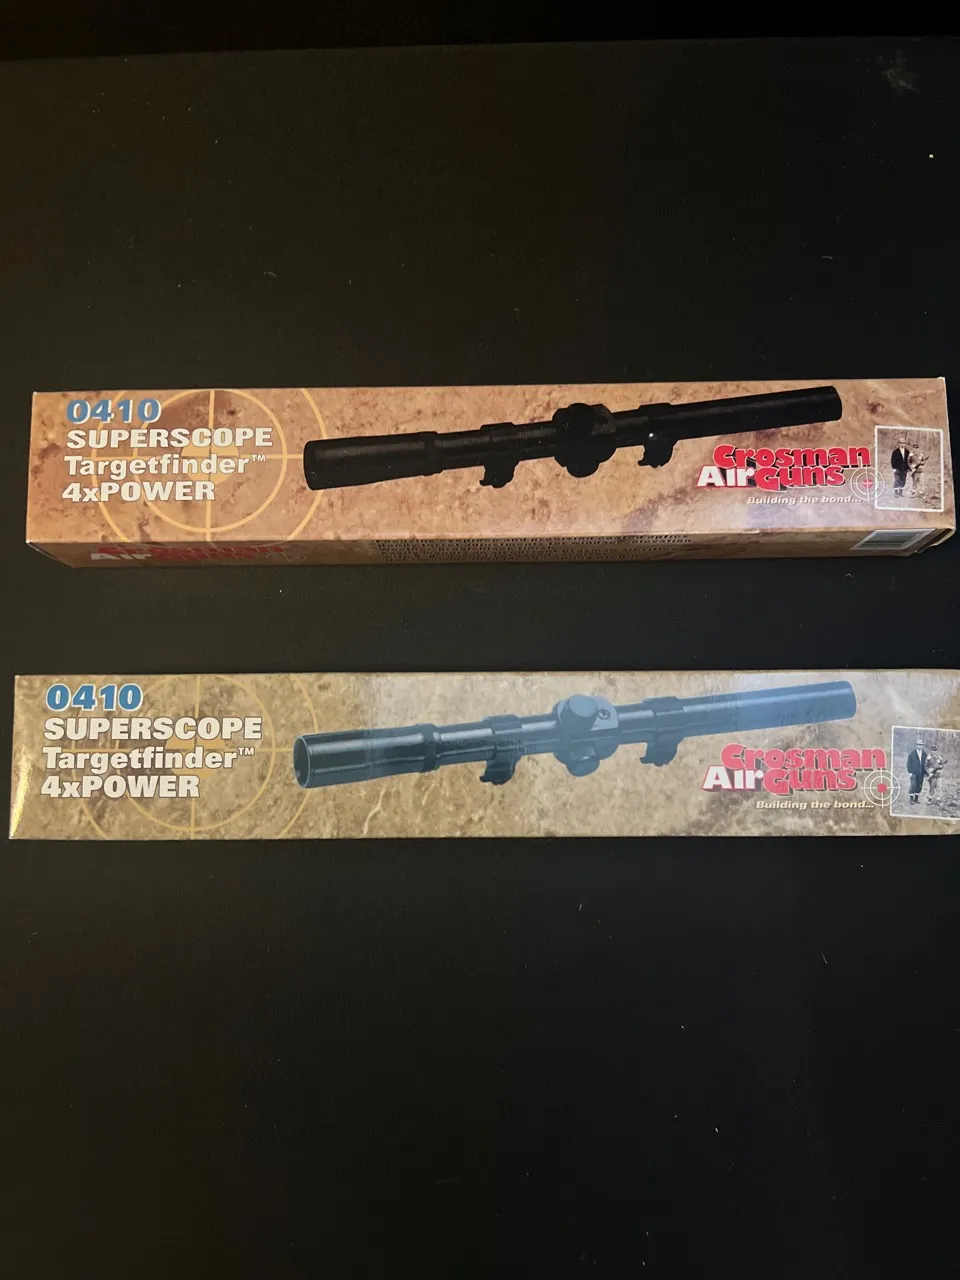 0410
SUPERSCOPE
Targetfinder™
4xPOWER
Crosman
AirGuns
Building the bond...
0410
SUPERSCOPE
Targetfinder™
4xPOWER
Crosman
AirGuns
Building the bond...